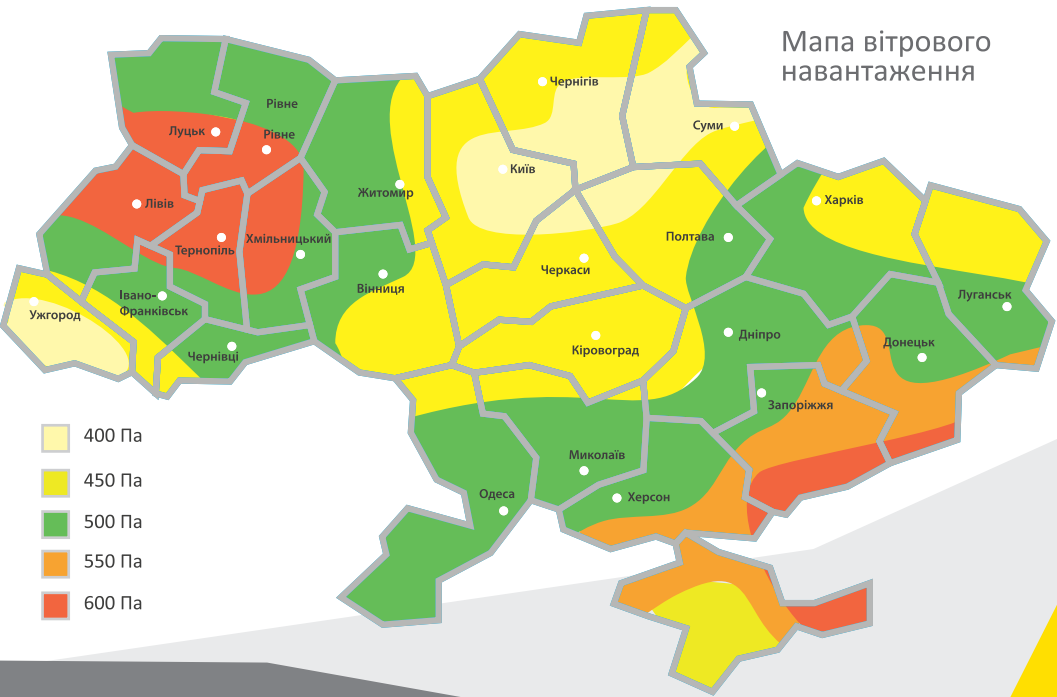 Мапа вітрового
навантаження
Чернігів
Рівне
Суми
Луцьк
Рівне
Київ
Житомир
Львів
Харків
Тернопіль
Хмільницький
Полтава
Черкаси
Вінниця
Івано-
Франківськ
Луганськ
Ужгород
Дніпро
Донецьк
Кіровоград
Чернівці
Запоріжжя
400 Па
450 Па
Миколаїв
Одеса
Херсон
500 Па
550 Па
600 Па